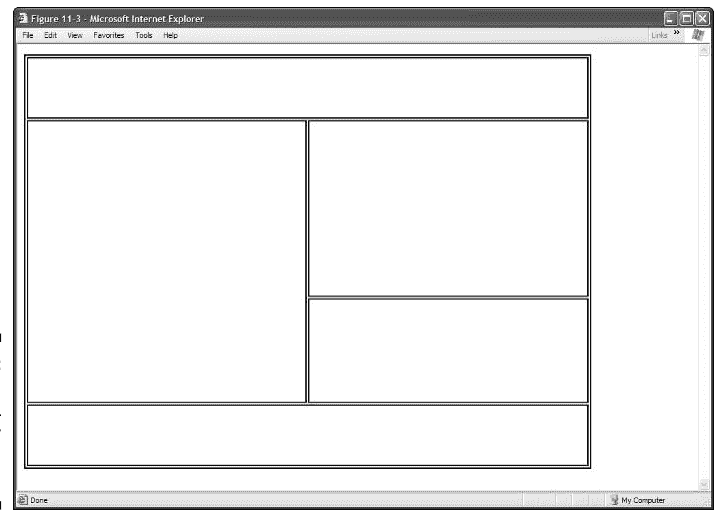 Figure 11-3 - Microsoft Internet Explorer
File Edit View Favorites Tools Help
Links »
Done
My Computer